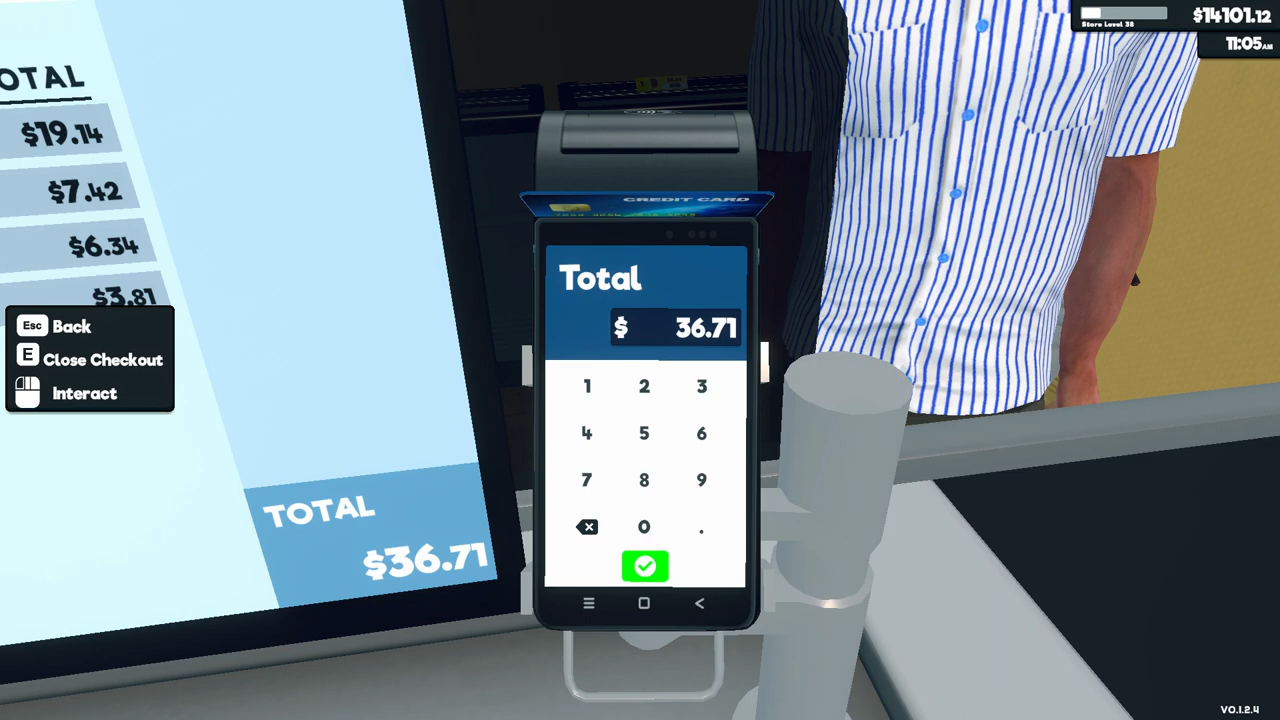 Store Level 38
$14101.12
11:05AM
OTAL
$19.14
$7.42
$6.34
$3.81
Esc Back
E Close Checkout
Interact
TOTAL
$36.71
CREDIT CARD
Total
$ 36.71
1 2 3
4 5 6
7 8 9
0 .
V0.1.2.4